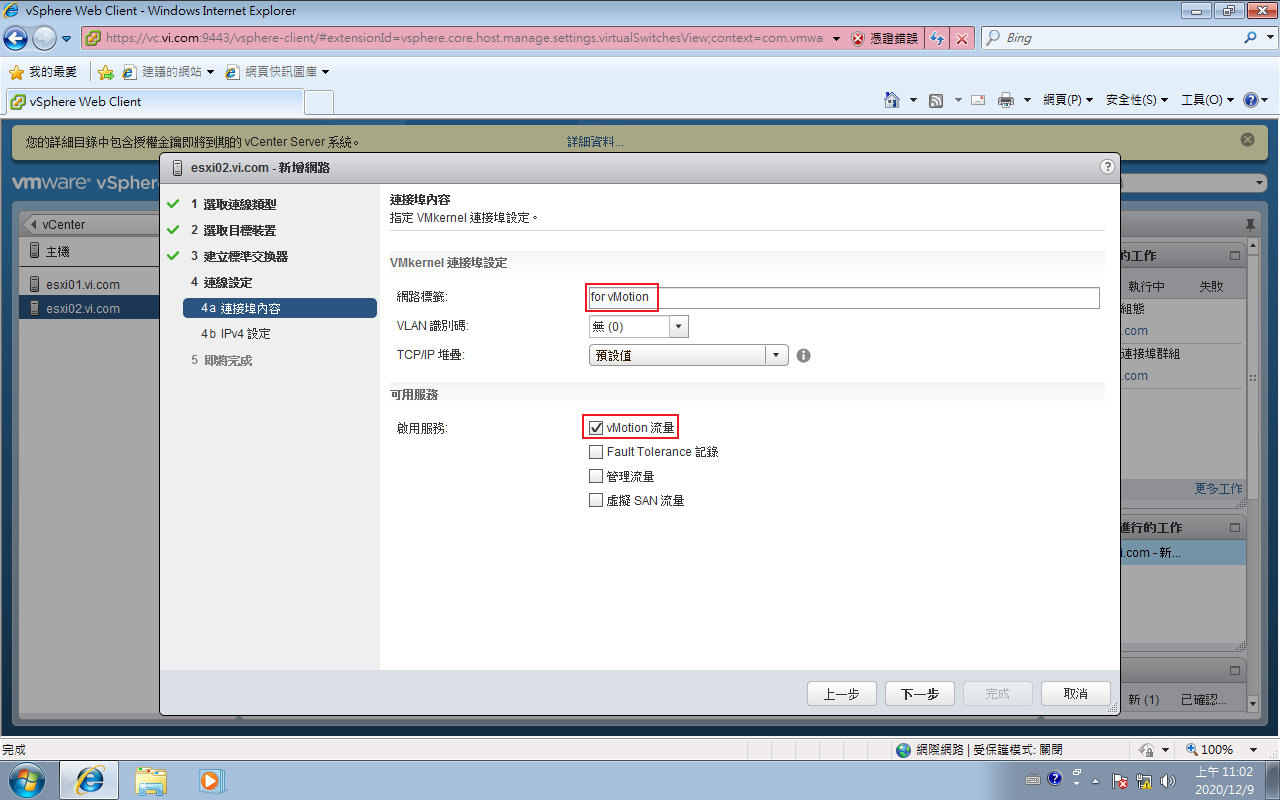 vSphere Web Client - Windows Internet Explorer
https://vc.vi.com:9443/vsphere-client/#extensionId=vsphere.core.host.manage.settings.virtualSwitchesView;context=com.vmwa
憑證錯誤
Bing
我的最愛
建議的網站
網頁快訊圖庫
vSphere Web Client
網頁(P)
安全性(S)
工具(O)
您的詳細目錄中包含授權金鑰即將到期的 vCenter Server 系統。
詳細資料...
vmware vSphere
esxi02.vi.com - 新增網路
vCenter
主機
esxi01.vi.com
esxi02.vi.com
1 選取連線類型
2 選取目標裝置
3 建立標準交換器
4 連線設定
4a 連接埠內容
4b IPv4 設定
5 即將完成
連接埠內容
指定 VMkernel 連接埠設定。
VMkernel 連接埠設定
網路標籤:
for vMotion
VLAN 識別碼:
無 (0)
TCP/IP 堆疊:
預設值
可用服務
啟用服務:
vMotion 流量
Fault Tolerance 記錄
管理流量
虛擬 SAN 流量
上一步
下一步
完成
取消
的工作
執行中
失敗
組態
.com
連接埠群組
.com
更多工作
進行的工作
i.com - 新...
新 (1)
已確認...
完成
網際網路 | 受保護模式: 關閉
100%
上午 11:02
2020/12/9